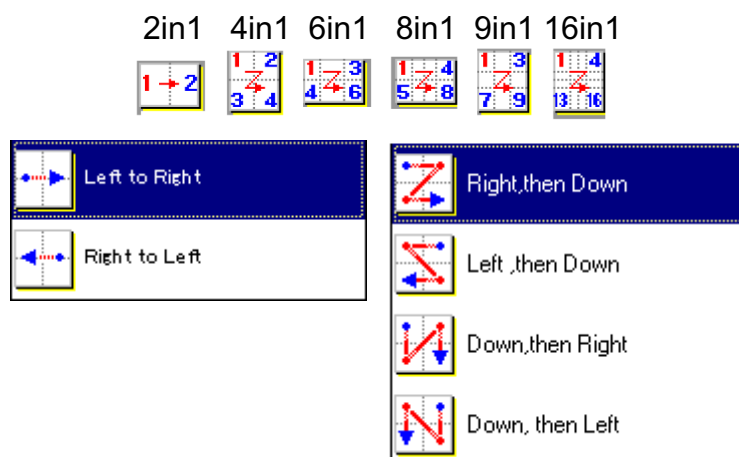 2in1 4in1 6in1 8in1 9in1 16in1
1 2 1 2 1 3 1 4 1 3 1 4
3 4 4 6 5 8 7 9 13 16
Left to Right
Right to Left
Right,then Down
Left ,then Down
Down,then Right
Down, then Left